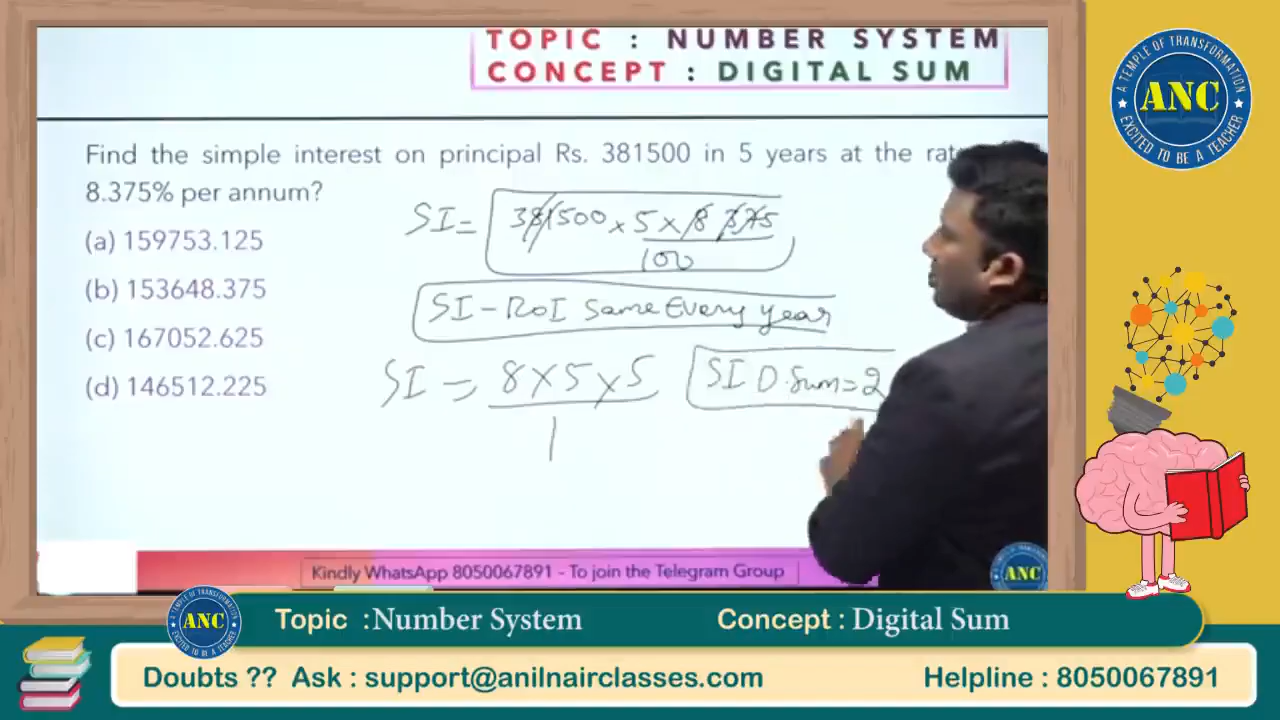 TOPIC : NUMBER SYSTEM
CONCEPT : DIGITAL SUM
A TEMPLE OF TRANSFORMATION
ANC
EXCITED TO BE A TEACHER
Find the simple interest on principal Rs. 381500 in 5 years at the rat
8.375% per annum?
SI = 381500 × 5 × 8 375
100
(a) 159753.125
(b) 153648.375
(c) 167052.625
(d) 146512.225
SI - ROI Same Every year
SI = 8 × 5 × 5
1
SI D.Sum=2
Kindly WhatsApp 8050067891 - To join the Telegram Group
ANC
ANC
Topic : Number System
Concept : Digital Sum
Doubts ?? Ask : support@anilnairclasses.com
Helpline : 8050067891